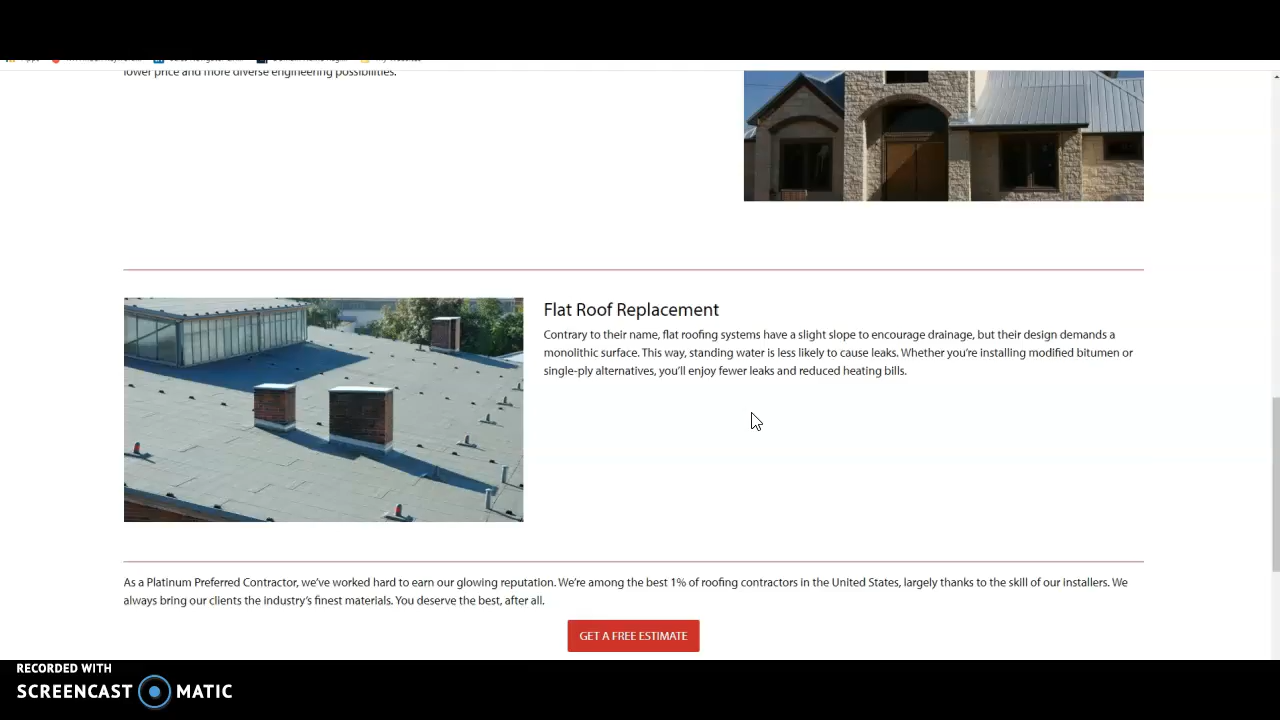 lower price and more diverse engineering possibilities.
Flat Roof Replacement
Contrary to their name, flat roofing systems have a slight slope to encourage drainage, but their design demands a
monolithic surface. This way, standing water is less likely to cause leaks. Whether you're installing modified bitumen or
single-ply alternatives, you'll enjoy fewer leaks and reduced heating bills.
As a Platinum Preferred Contractor, we've worked hard to earn our glowing reputation. We're among the best 1% of roofing contractors in the United States, largely thanks to the skill of our installers. We
always bring our clients the industry's finest materials. You deserve the best, after all.
GET A FREE ESTIMATE
RECORDED WITH
SCREENCAST MATIC